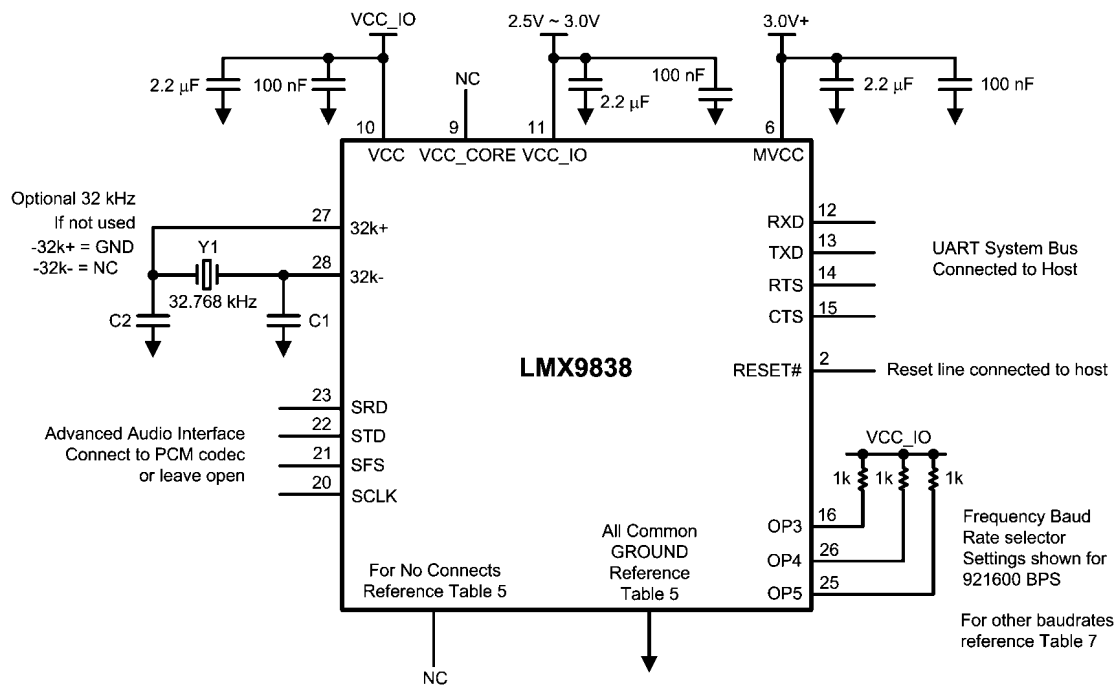 VCC_IO
2.5V ~ 3.0V
3.0V+
2.2 μF
100 nF
NC
2.2 μF
100 nF
2.2 μF
100 nF
10
9
11
6
VCC
VCC_CORE
VCC_IO
MVCC
Optional 32 kHz
If not used
-32k+ = GND
-32k- = NC
27
32k+
Y1
28
32k-
32.768 kHz
C2
C1
RXD
12
TXD
13
RTS
14
CTS
15
UART System Bus
Connected to Host
LMX9838
RESET#
2
Reset line connected to host
23
SRD
22
STD
21
SFS
20
SCLK
Advanced Audio Interface
Connect to PCM codec
or leave open
VCC_IO
1k
1k
1k
OP3
16
OP4
26
OP5
25
Frequency Baud
Rate selector
Settings shown for
921600 BPS
For other baudrates
reference Table 7
For No Connects
Reference Table 5
All Common
GROUND
Reference
Table 5
NC